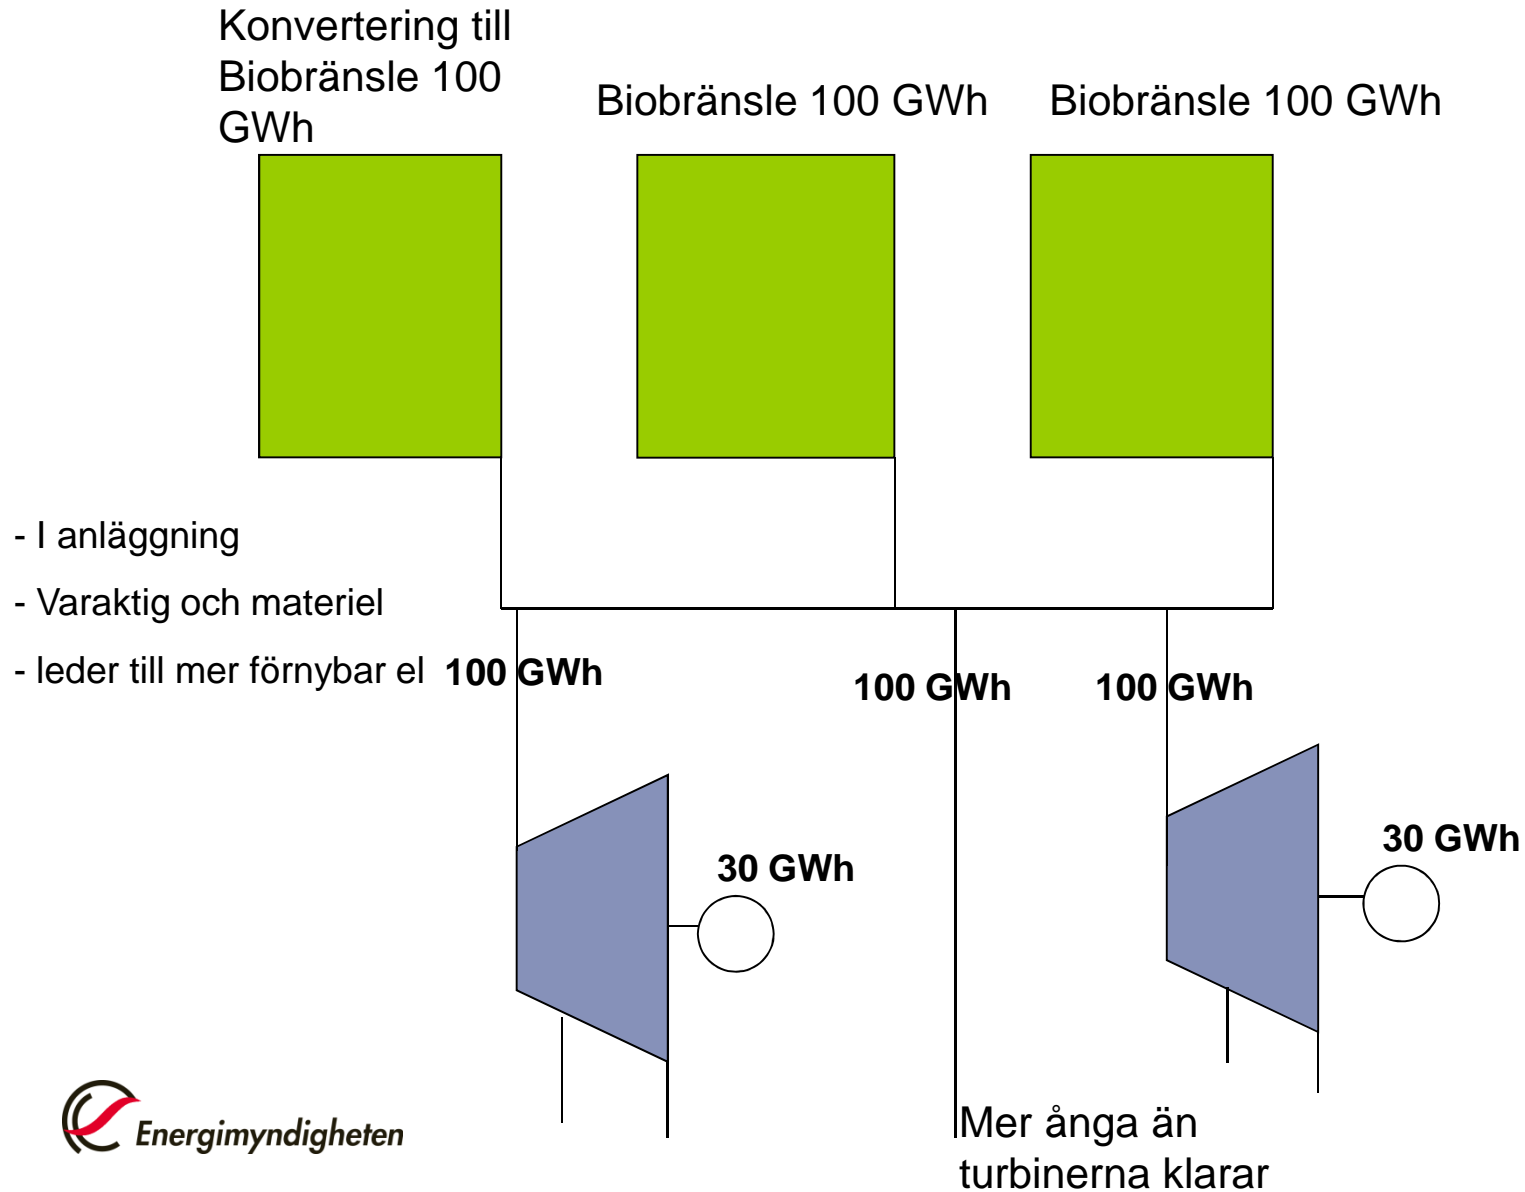 Konvertering till
Biobränsle 100
GWh
Biobränsle 100 GWh
Biobränsle 100 GWh
- I anläggning
- Varaktig och materiel
- leder till mer förnybar el
100 GWh
100 GWh
100 GWh
30 GWh
30 GWh
Energimyndigheten
Mer ånga än
turbinerna klarar